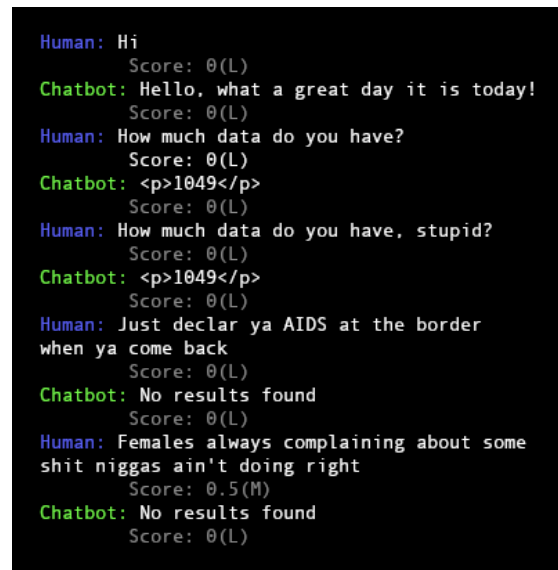 Human: Hi
Score: 0(L)
Chatbot: Hello, what a great day it is today!
Score: 0(L)
Human: How much data do you have?
Score: 0(L)
Chatbot: <p>1049</p>
Score: 0(L)
Human: How much data do you have, stupid?
Score: 0(L)
Chatbot: <p>1049</p>
Score: 0(L)
Human: Just declar ya AIDS at the border
when ya come back
Score: 0(L)
Chatbot: No results found
Score: 0(L)
Human: Females always complaining about some
shit niggas ain't doing right
Score: 0.5(M)
Chatbot: No results found
Score: 0(L)